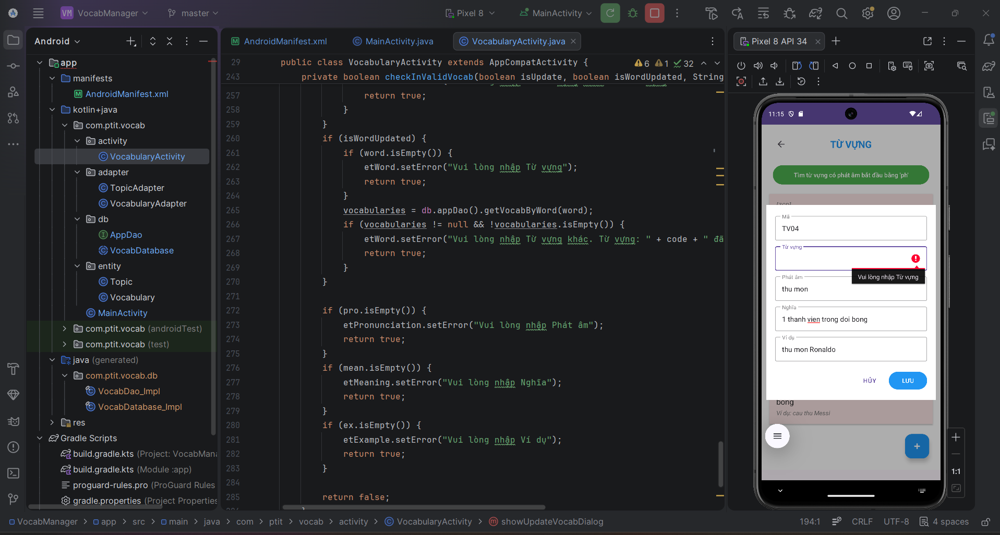 VM VocabManager master Pixel 8 MainActivity
Android
AndroidManifest.xml MainActivity.java VocabularyActivity.java
Pixel 8 API 34
app
manifests
AndroidManifest.xml
kotlin+java
com.ptit.vocab
activity
VocabularyActivity
adapter
TopicAdapter
VocabularyAdapter
db
AppDao
VocabDatabase
entity
Topic
Vocabulary
MainActivity
com.ptit.vocab (androidTest)
com.ptit.vocab (test)
java (generated)
com.ptit.vocab.db
VocabDao_Impl
VocabDatabase_Impl
res
Gradle Scripts
build.gradle.kts (Project: VocabMana
build.gradle.kts (Module :app)
proguard-rules.pro (ProGuard Rules
gradle.properties (Project Properties
29 public class VocabularyActivity extends AppCompatActivity { 6 1 32
243 private boolean checkInValidVocab(boolean isUpdate, boolean isWordUpdated, String
257 return true;
258 }
259 }
260 if (isWordUpdated) {
261 if (word.isEmpty()) {
262 etWord.setError("Vui lòng nhập Từ vựng");
263 return true;
264 }
265 vocabularies = db.appDao().getVocabByWord(word);
266 if (vocabularies != null && !vocabularies.isEmpty()) {
267 etWord.setError("Vui lòng nhập Từ vựng khác. Từ vựng: " + code + " đã
268 return true;
269 }
270 }
271
272 if (pro.isEmpty()) {
273 etPronunciation.setError("Vui lòng nhập Phát âm");
274 return true;
275 }
276 if (mean.isEmpty()) {
277 etMeaning.setError("Vui lòng nhập Nghĩa");
278 return true;
279 }
280 if (ex.isEmpty()) {
281 etExample.setError("Vui lòng nhập Ví dụ");
282 return true;
283 }
284
285 return false;
11:15
TỪ VỰNG
Tìm từ vựng có phát âm bắt đầu bằng 'ph'
Mã
TV04
Từ vựng
Vui lòng nhập Từ vựng
Phát âm
thu mon
Nghĩa
1 thanh vien trong doi bong
Ví dụ
thu mon Ronaldo
HỦY LƯU
bong
Ví dụ: cau thu Messi
+
1:1
VocabManager > app > src > main > java > com > ptit > vocab > activity > VocabularyActivity > showUpdateVocabDialog
194:1 CRLF UTF-8 4 spaces